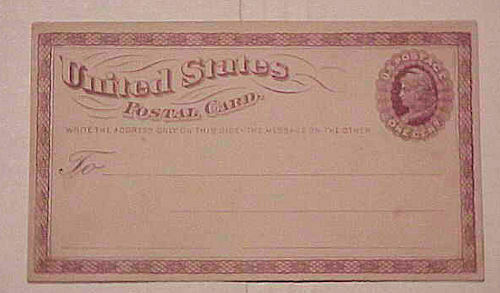 United States
Postal Card.
WRITE THE ADDRESS ONLY ON THIS SIDE-THE MESSAGE ON THE OTHER
To
U.S. POSTAGE
ONE CENT